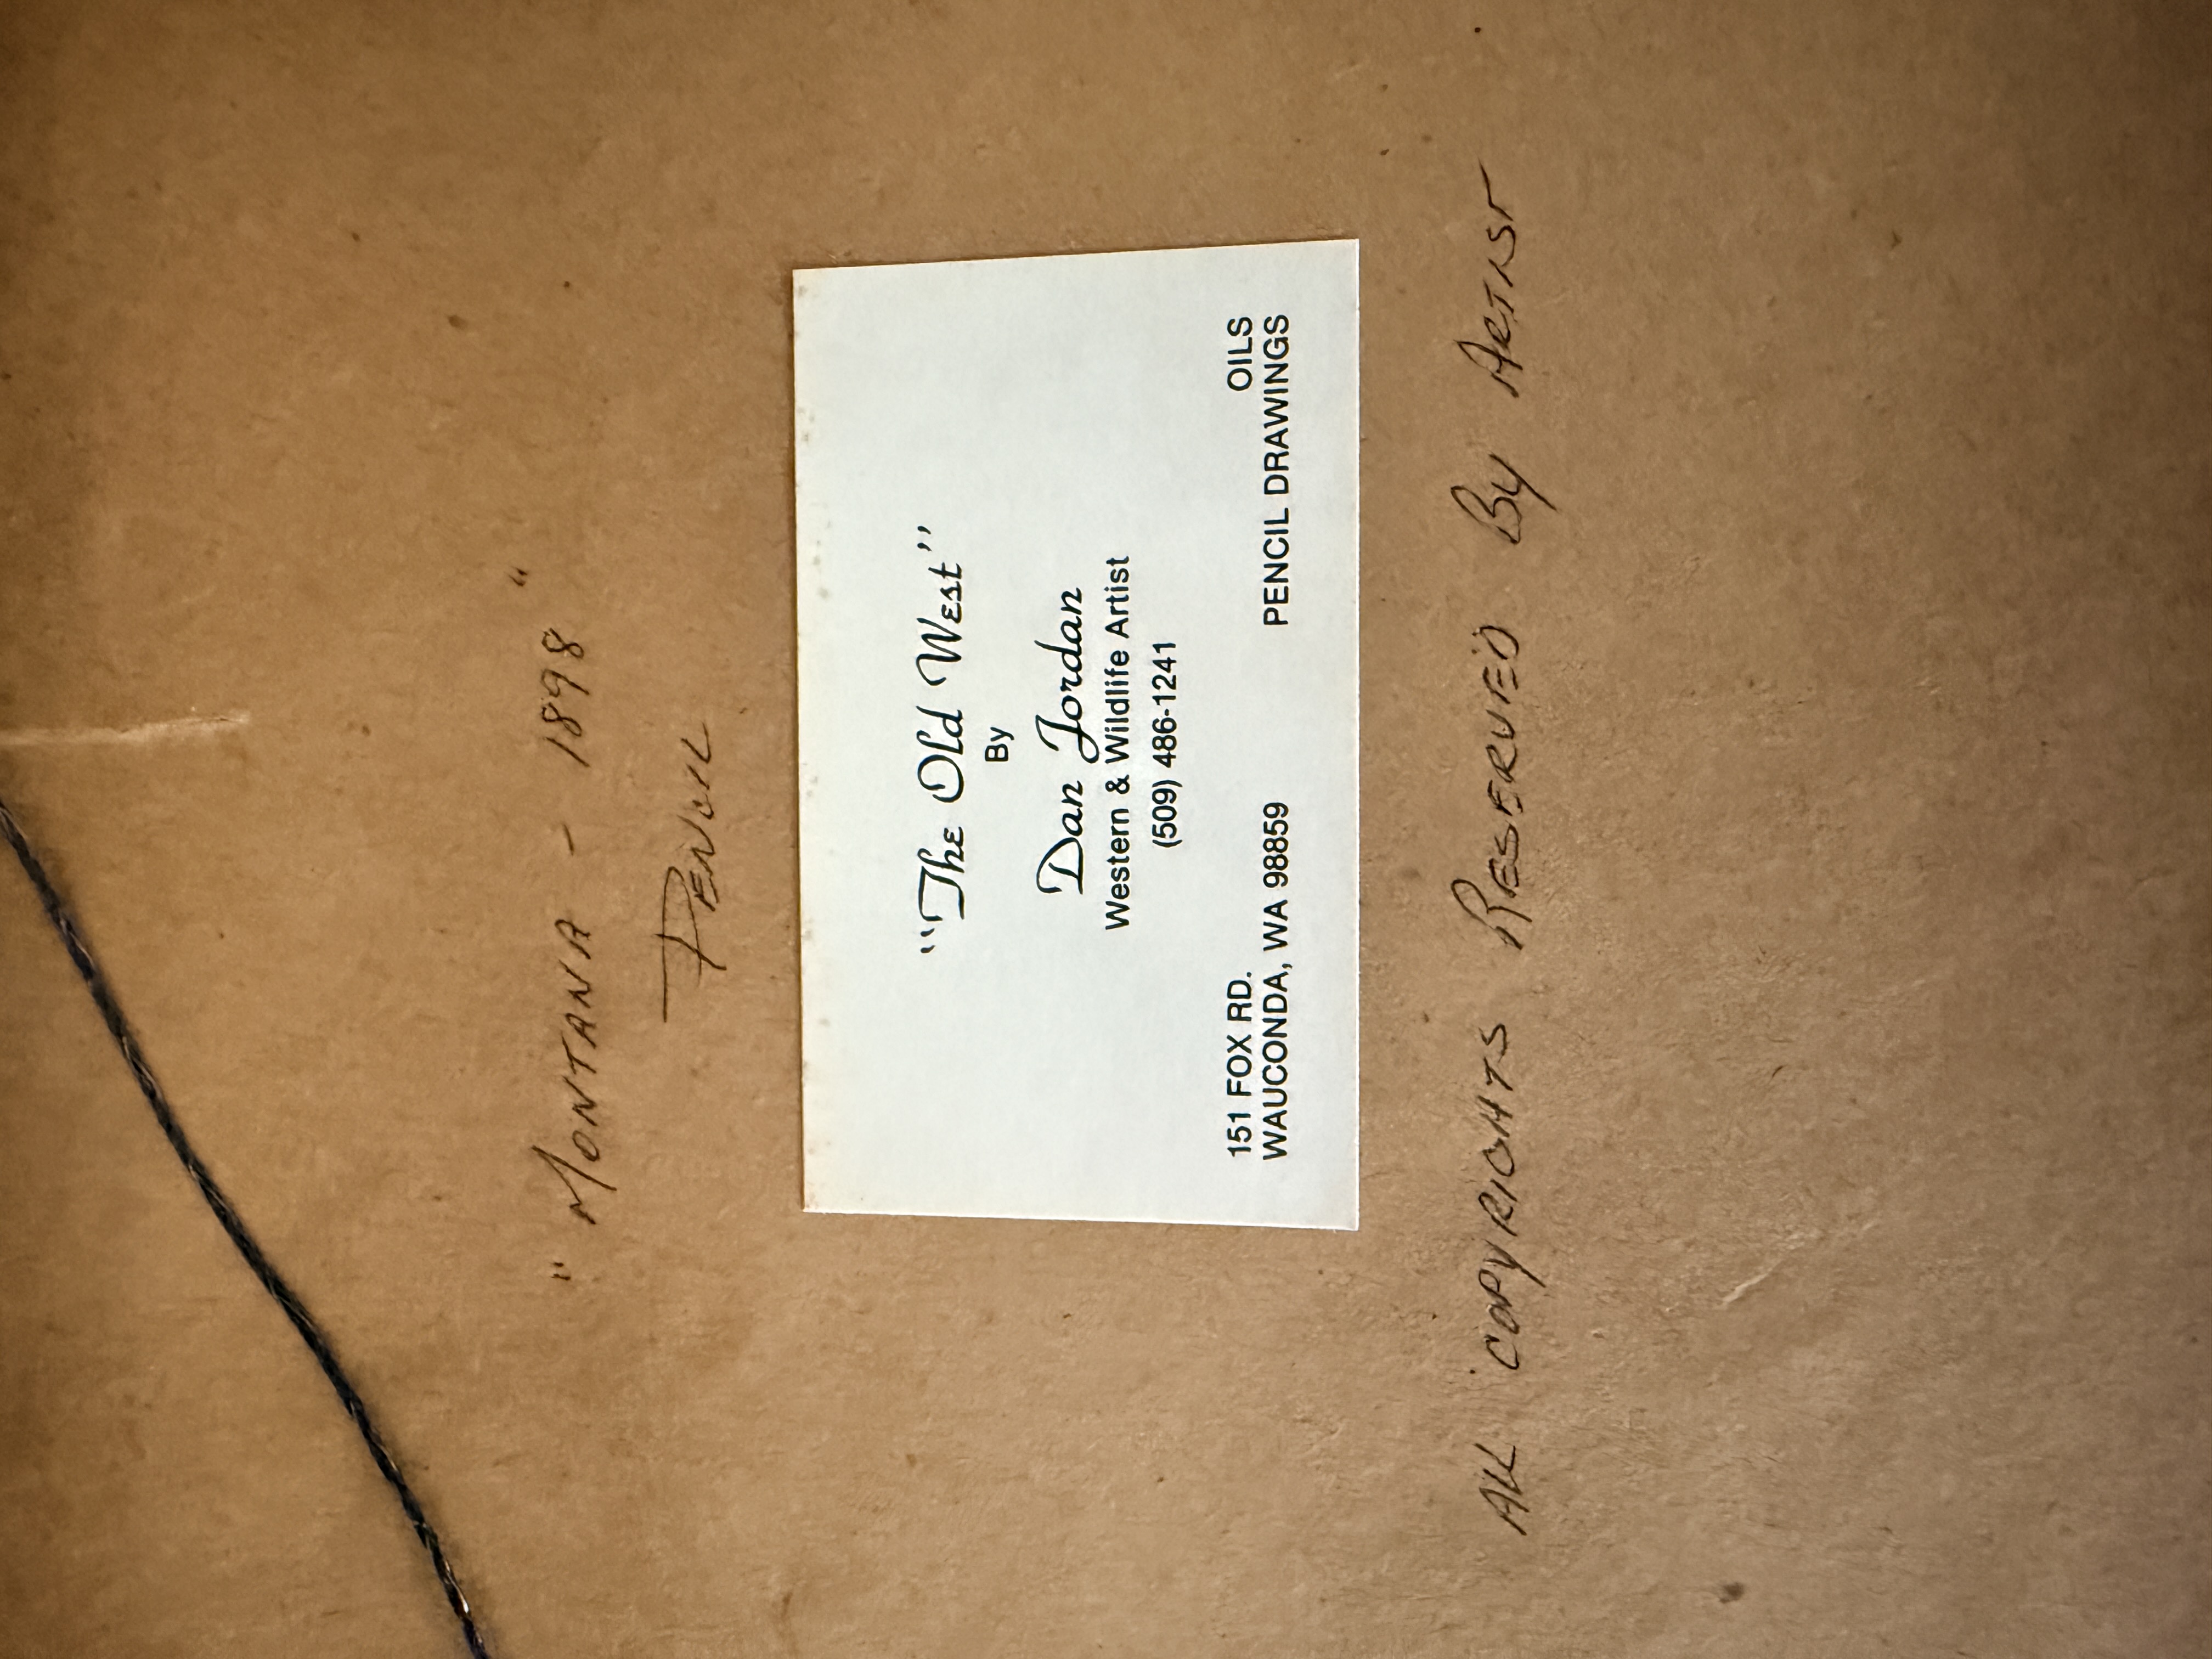 " MONTANA - 1898 "
PENCIL
"The Old West"
By
Dan Jordan
Western & Wildlife Artist
(509) 486-1241
151 FOX RD. OILS
WAUCONDA, WA 98859 PENCIL DRAWINGS
ALL COPYRIGHTS RESERVED By ARTIST